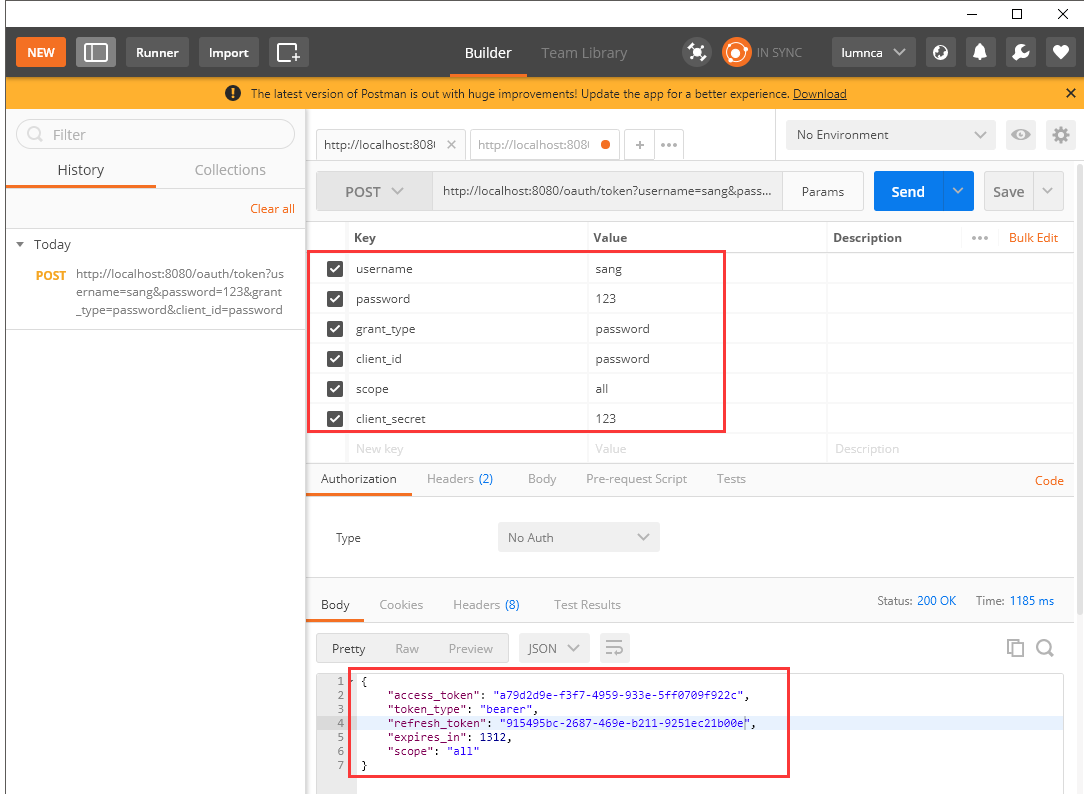 NEW Runner Import Builder Team Library IN SYNC lumnca
The latest version of Postman is out with huge improvements! Update the app for a better experience. Download
Filter
History Collections
Clear all
Today
POST http://localhost:8080/oauth/token?us
ername=sang&password=123&grant
_type=password&client_id=password
http://localhost:808 http://localhost:808 + ••• No Environment
POST http://localhost:8080/oauth/token?username=sang&pass... Params Send Save
Key Value Description ••• Bulk Edit
username sang
password 123
grant_type password
client_id password
scope all
client_secret 123
New key Value Description
Authorization Headers (2) Body Pre-request Script Tests Code
Type No Auth
Body Cookies Headers (8) Test Results Status: 200 OK Time: 1185 ms
Pretty Raw Preview JSON
1 {
2 "access_token": "a79d2d9e-f3f7-4959-933e-5ff0709f922c",
3 "token_type": "bearer",
4 "refresh_token": "915495bc-2687-469e-b211-9251ec21b00e",
5 "expires_in": 1312,
6 "scope": "all"
7 }